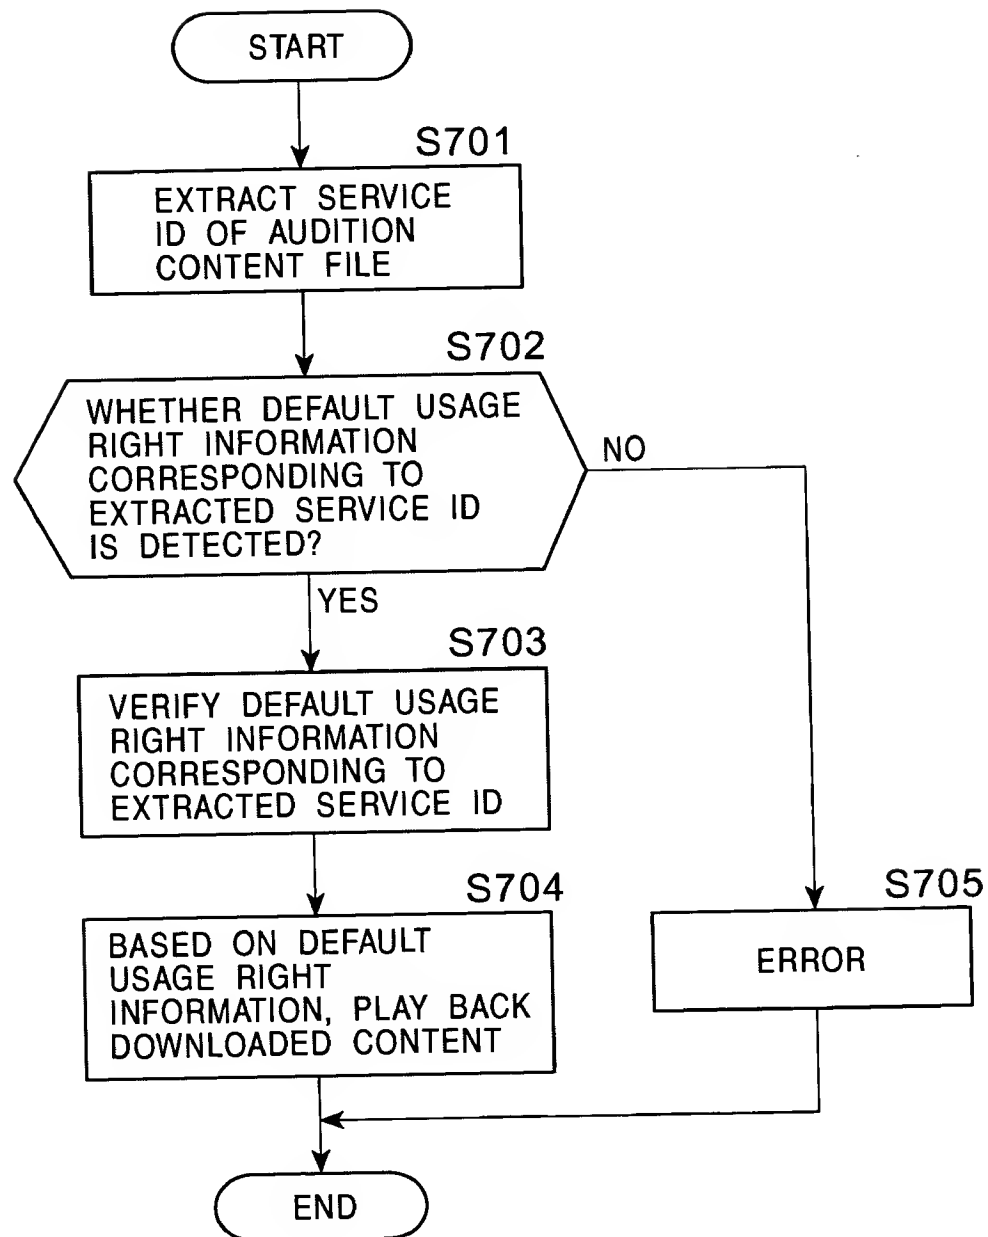 START
S701
EXTRACT SERVICE
ID OF AUDITION
CONTENT FILE
S702
WHETHER DEFAULT USAGE
RIGHT INFORMATION
CORRESPONDING TO
EXTRACTED SERVICE ID
IS DETECTED?
NO
YES
S703
VERIFY DEFAULT USAGE
RIGHT INFORMATION
CORRESPONDING TO
EXTRACTED SERVICE ID
S704
BASED ON DEFAULT
USAGE RIGHT
INFORMATION, PLAY BACK
DOWNLOADED CONTENT
S705
ERROR
END